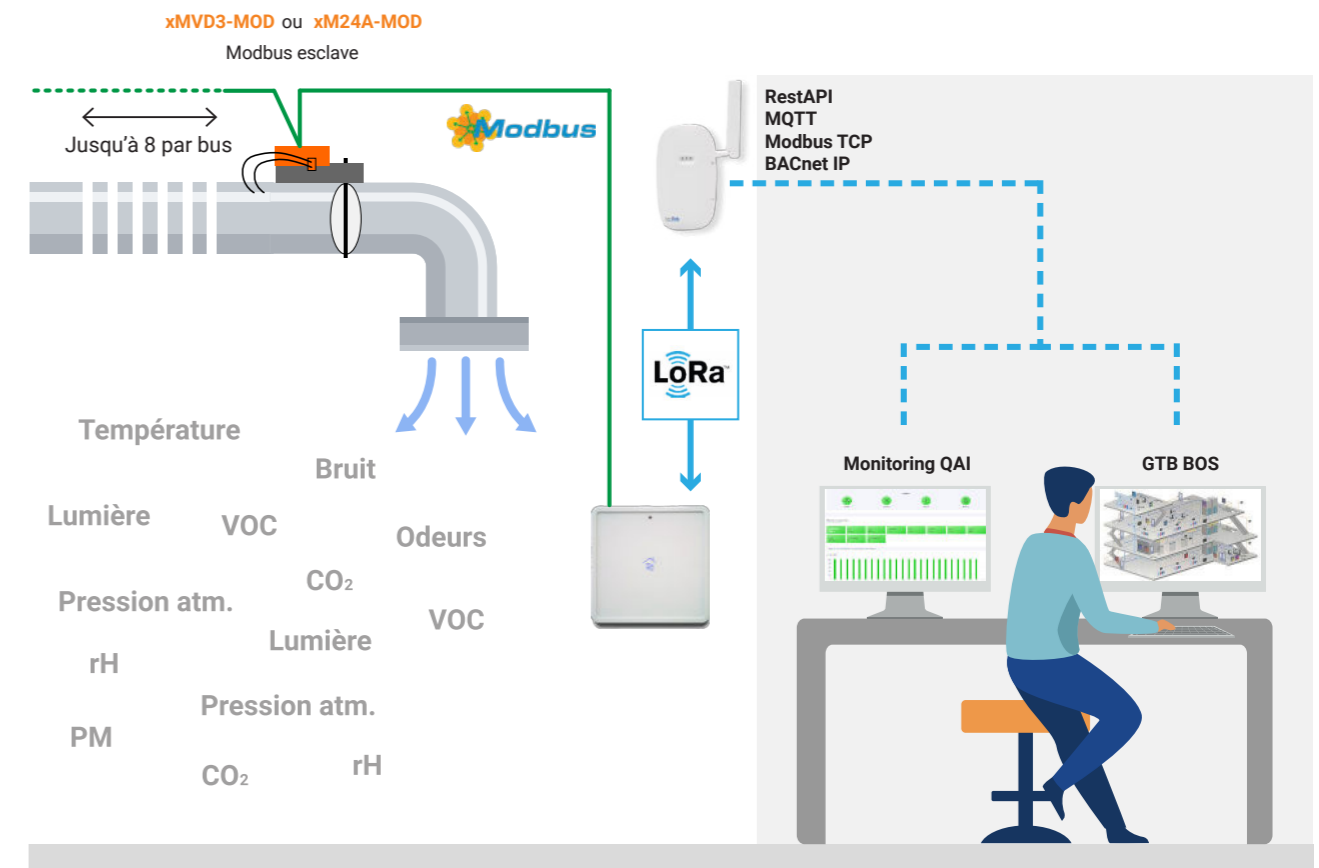 xMVD3-MOD ou xM24A-MOD
Modbus esclave
Jusqu'à 8 par bus
Modbus
RestAPI
MQTT
Modbus TCP
BACnet IP
LoRa™
Monitoring QAI
GTB BOS
Température
Bruit
Lumière
VOC
Odeurs
CO₂
Pression atm.
VOC
Lumière
rH
Pression atm.
PM
rH
CO₂